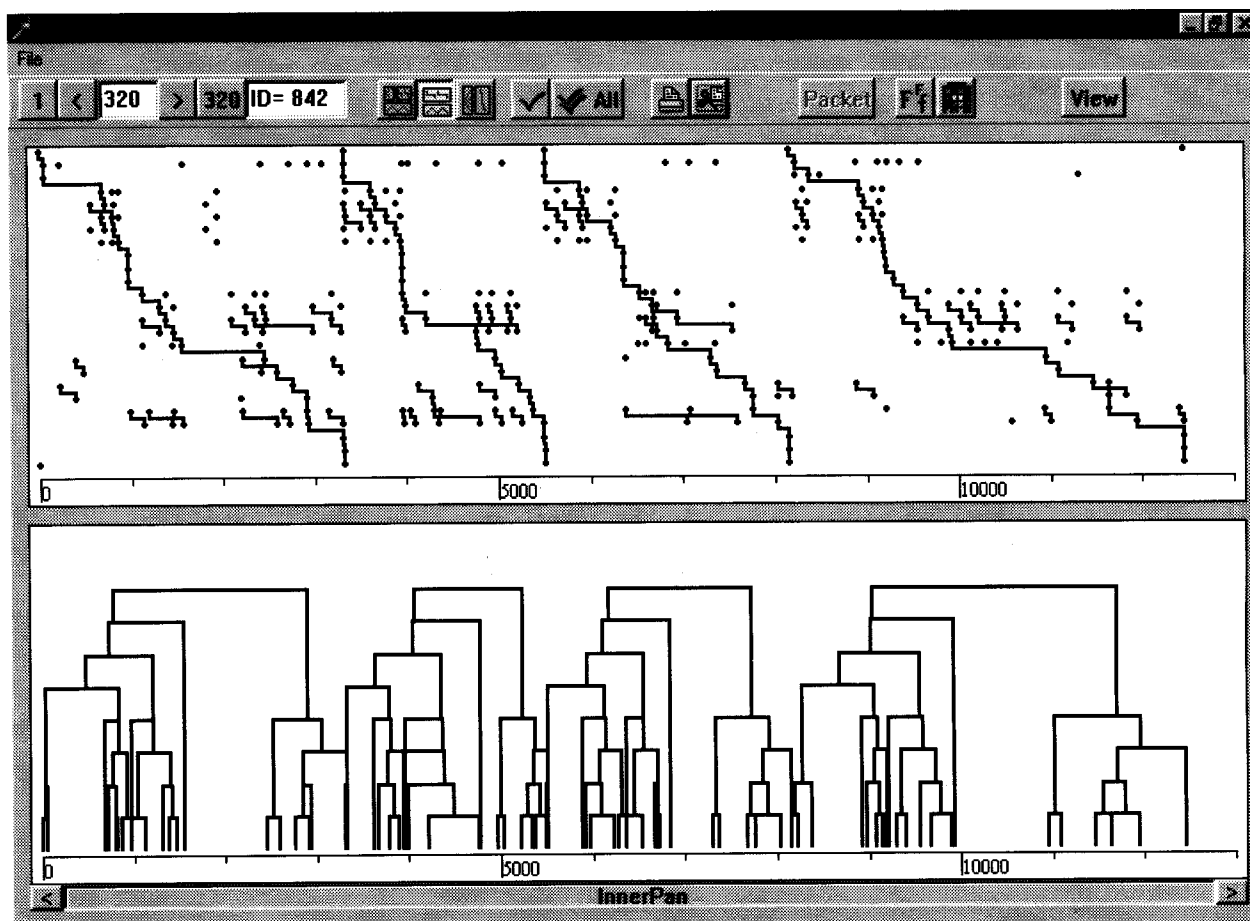 File
1 < 320 > 320 ID= 842 All Packet F F f View
0 5000 10000
0 5000 10000
< InnerPan >